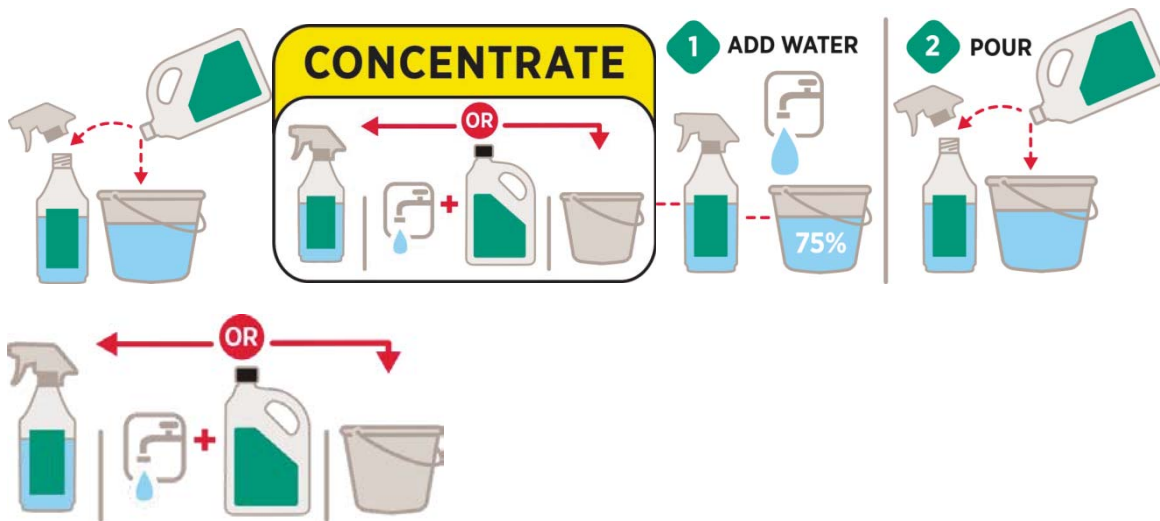 CONCENTRATE
OR
1 ADD WATER
75%
2 POUR
OR